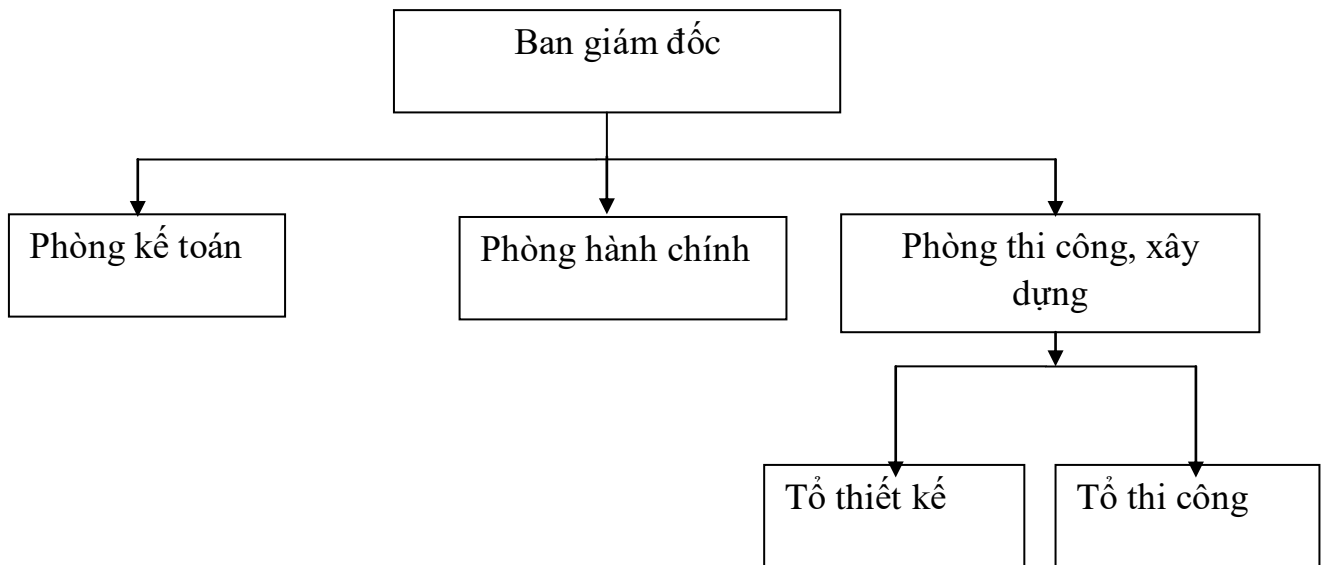 Ban giám đốc
Phòng kế toán
Phòng hành chính
Phòng thi công, xây
dựng
Tổ thiết kế
Tổ thi công